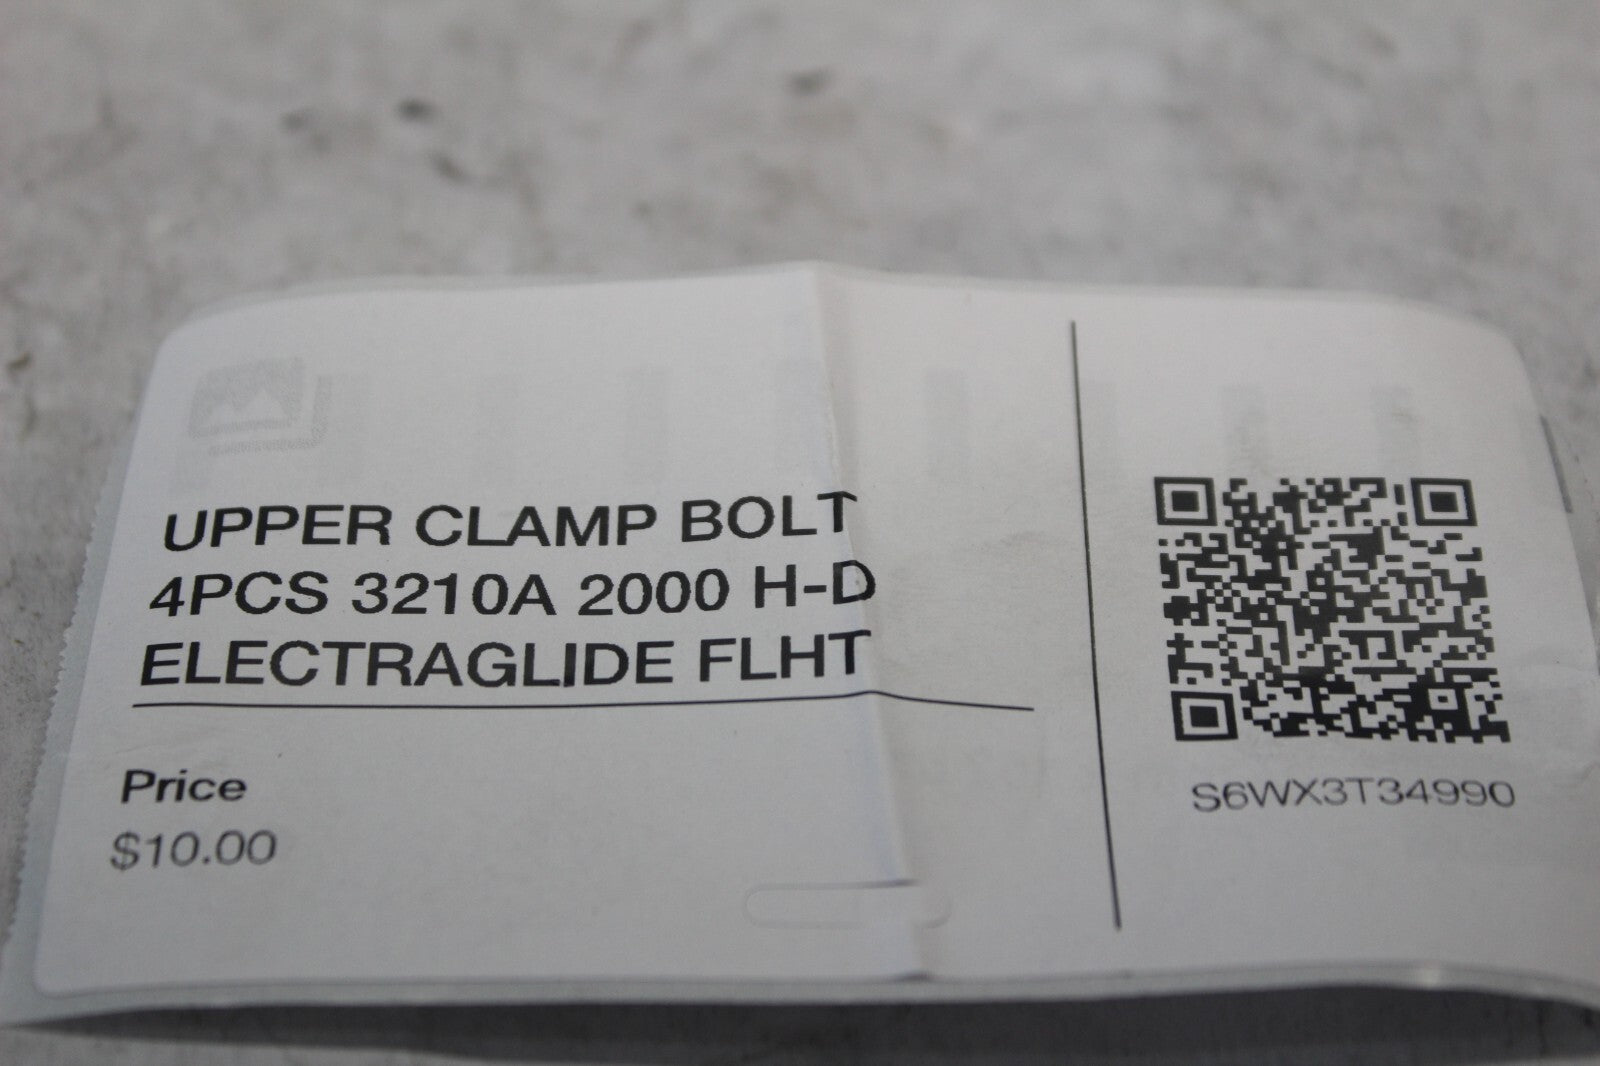 UPPER CLAMP BOLT
4PCS 3210A 2000 H-D
ELECTRAGLIDE FLHT
Price
$10.00
S6WX3T34990